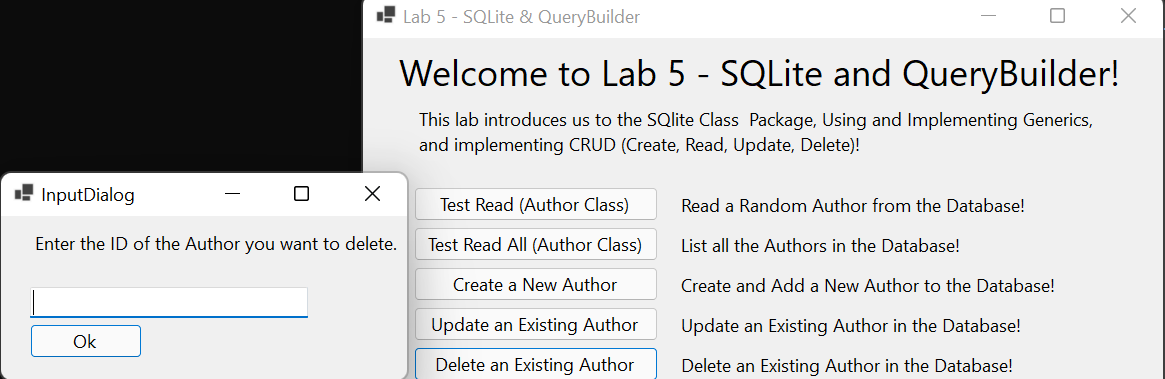 Lab 5 - SQLite & QueryBuilder
Welcome to Lab 5 - SQLite and QueryBuilder!
This lab introduces us to the SQlite Class Package, Using and Implementing Generics,
and implementing CRUD (Create, Read, Update, Delete)!
InputDialog
Enter the ID of the Author you want to delete.
Ok
Test Read (Author Class)
Read a Random Author from the Database!
Test Read All (Author Class)
List all the Authors in the Database!
Create a New Author
Create and Add a New Author to the Database!
Update an Existing Author
Update an Existing Author in the Database!
Delete an Existing Author
Delete an Existing Author in the Database!